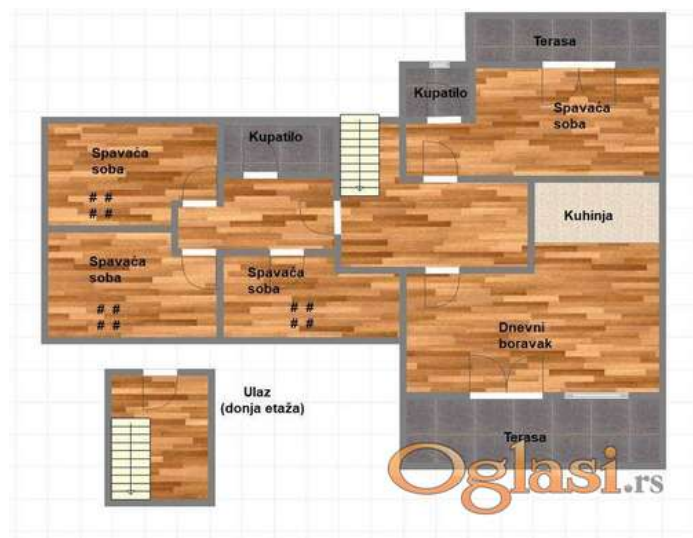 Terasa
Kupatilo
Spavaća
soba
Kupatilo
Spavaća
soba
# #
# #
Kuhinja
Spavaća
soba
# #
# #
Spavaća
soba
# #
# #
Dnevni
boravak
Ulaz
(donja etaža)
Terasa
Oglasi.rs